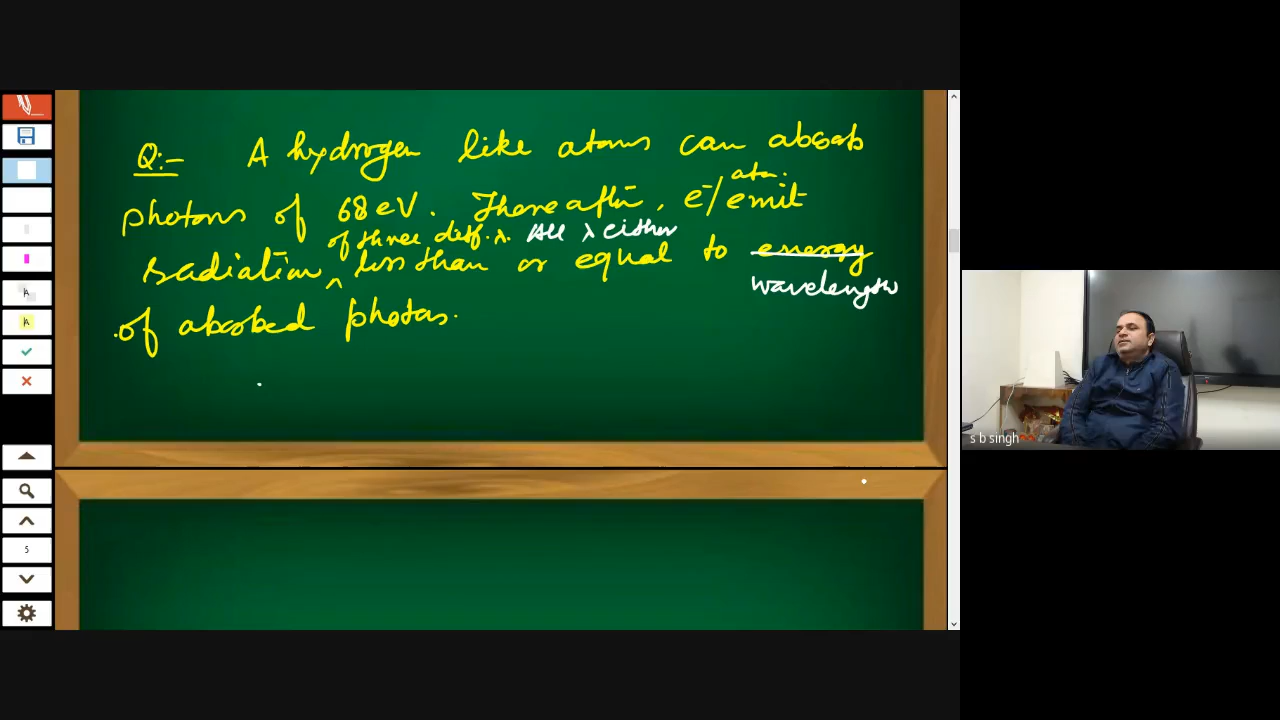 Q:- A hydrogen like atoms can absorb
photons of 68 eV. Thereafter, e⁻/atom. emit
of three diff. λ. All λ either
radiation ^ less than or equal to energy
wavelength
of absorbed photons.
s b singh
5